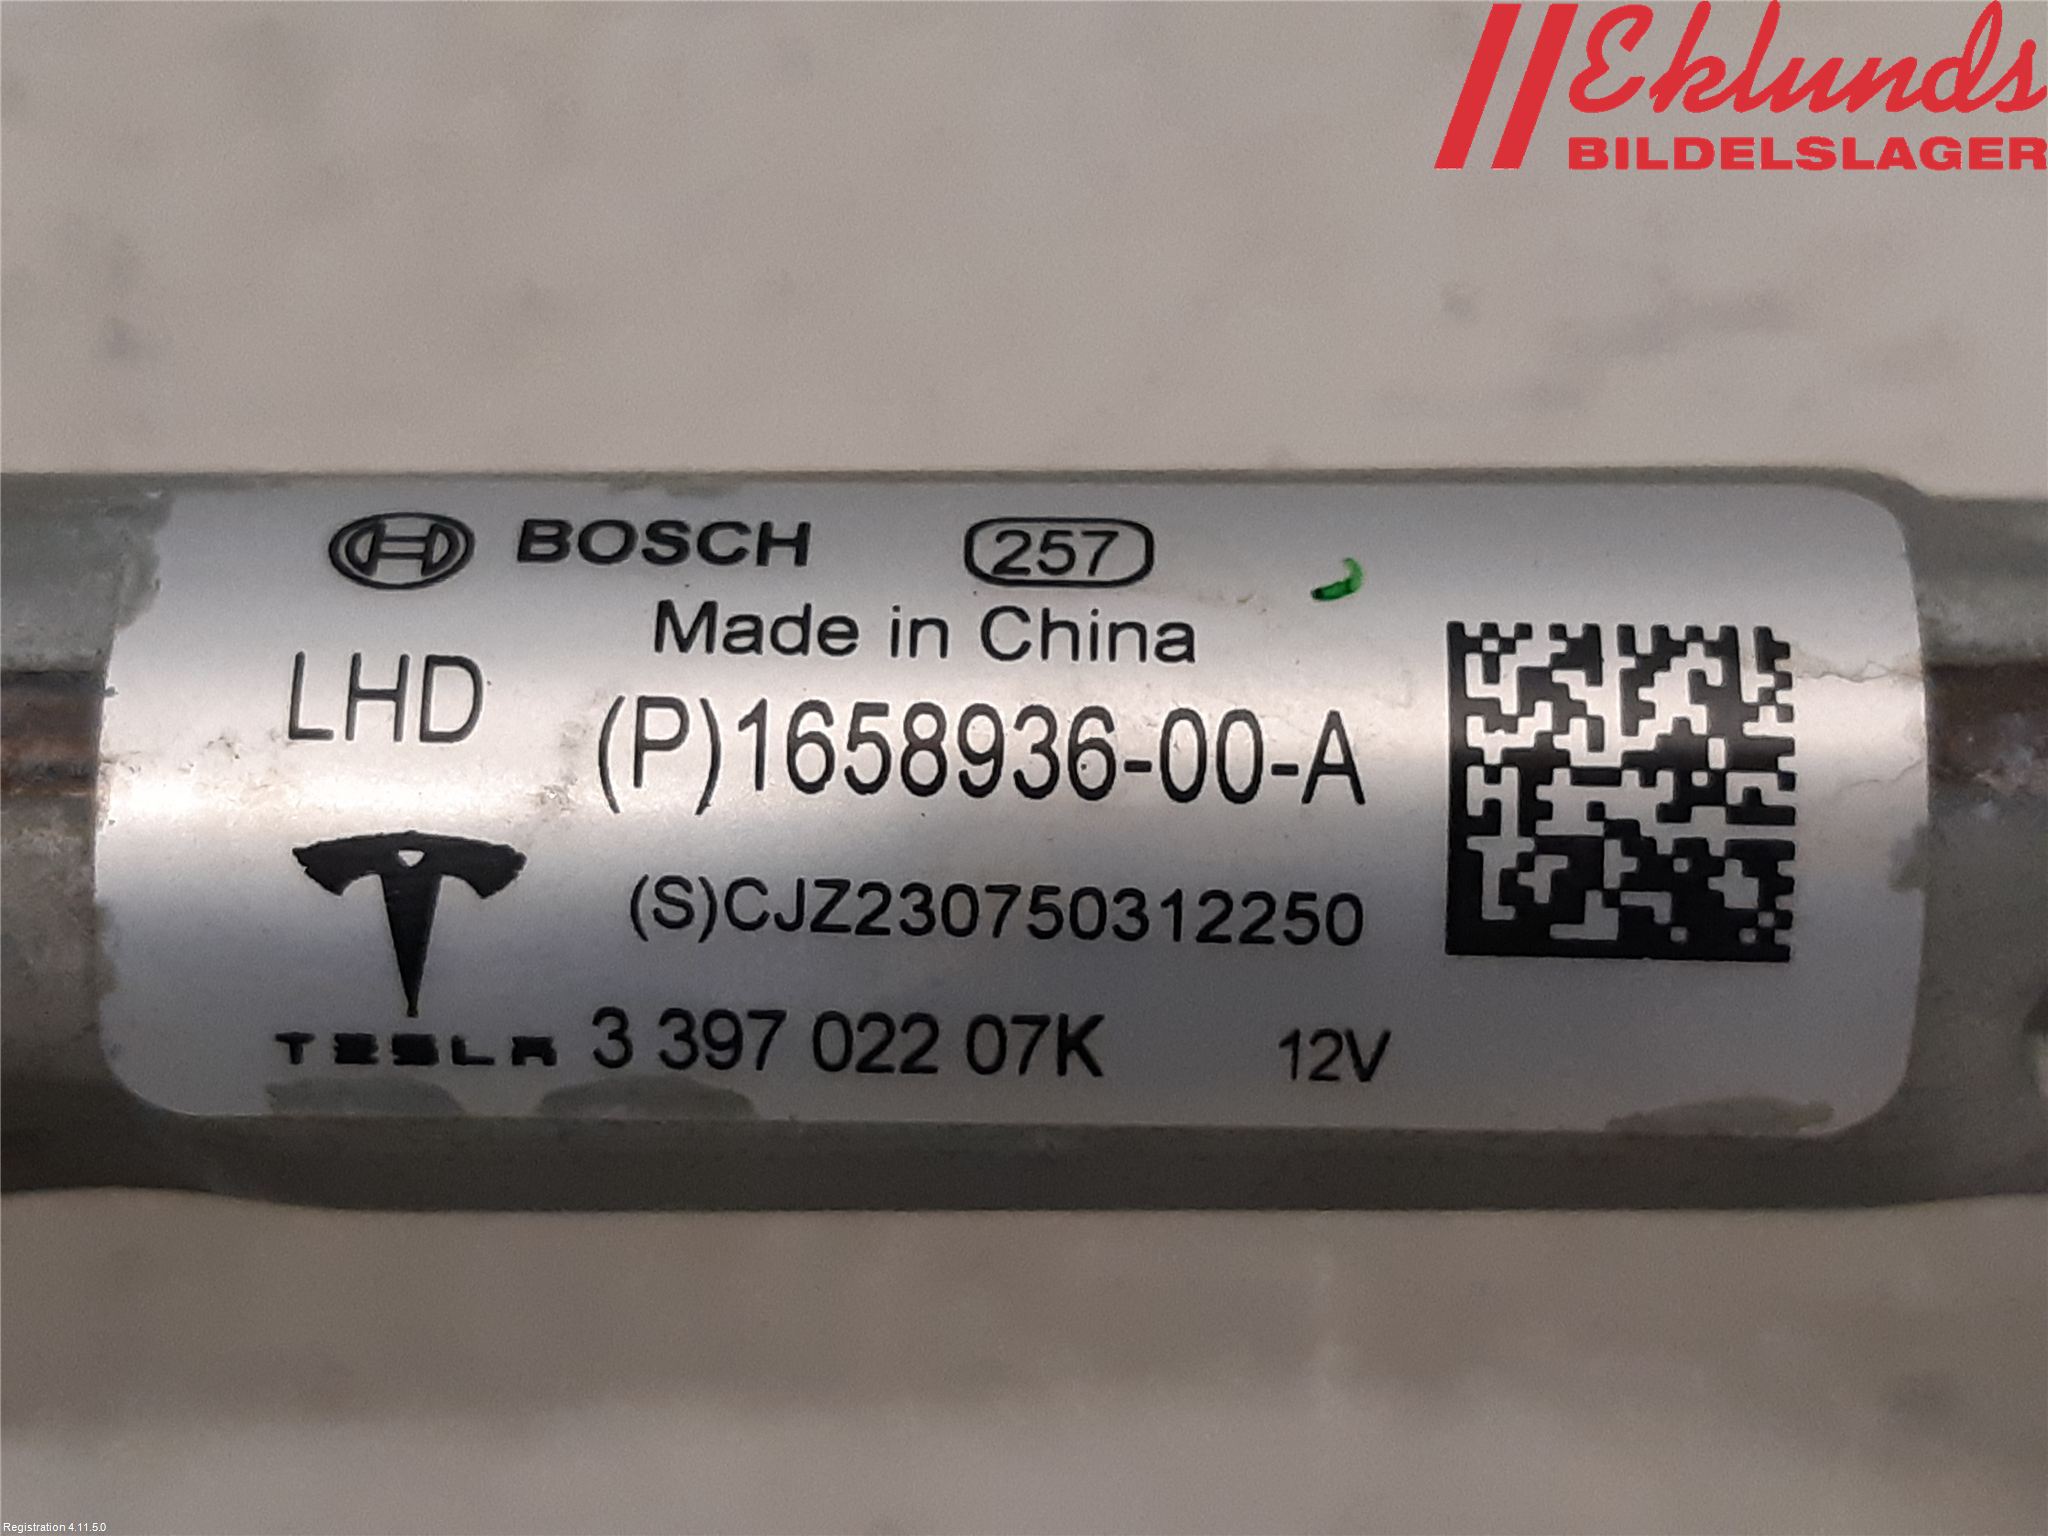 Eklunds
BILDELSLAGER
BOSCH 257
Made in China
LHD (P)1658936-00-A
(S)CJZ230750312250
TESLA 3 397 022 07K 12V
Registration 4.11.5.0